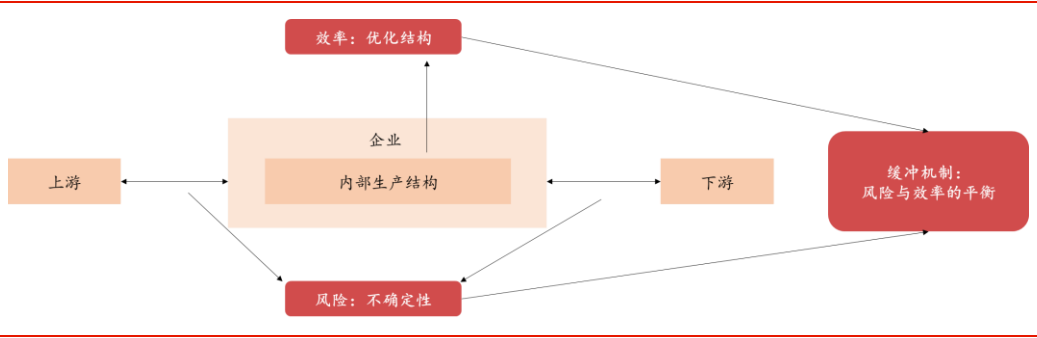 效率：优化结构
企业
上游
内部生产结构
下游
缓冲机制：
风险与效率的平衡
风险：不确定性